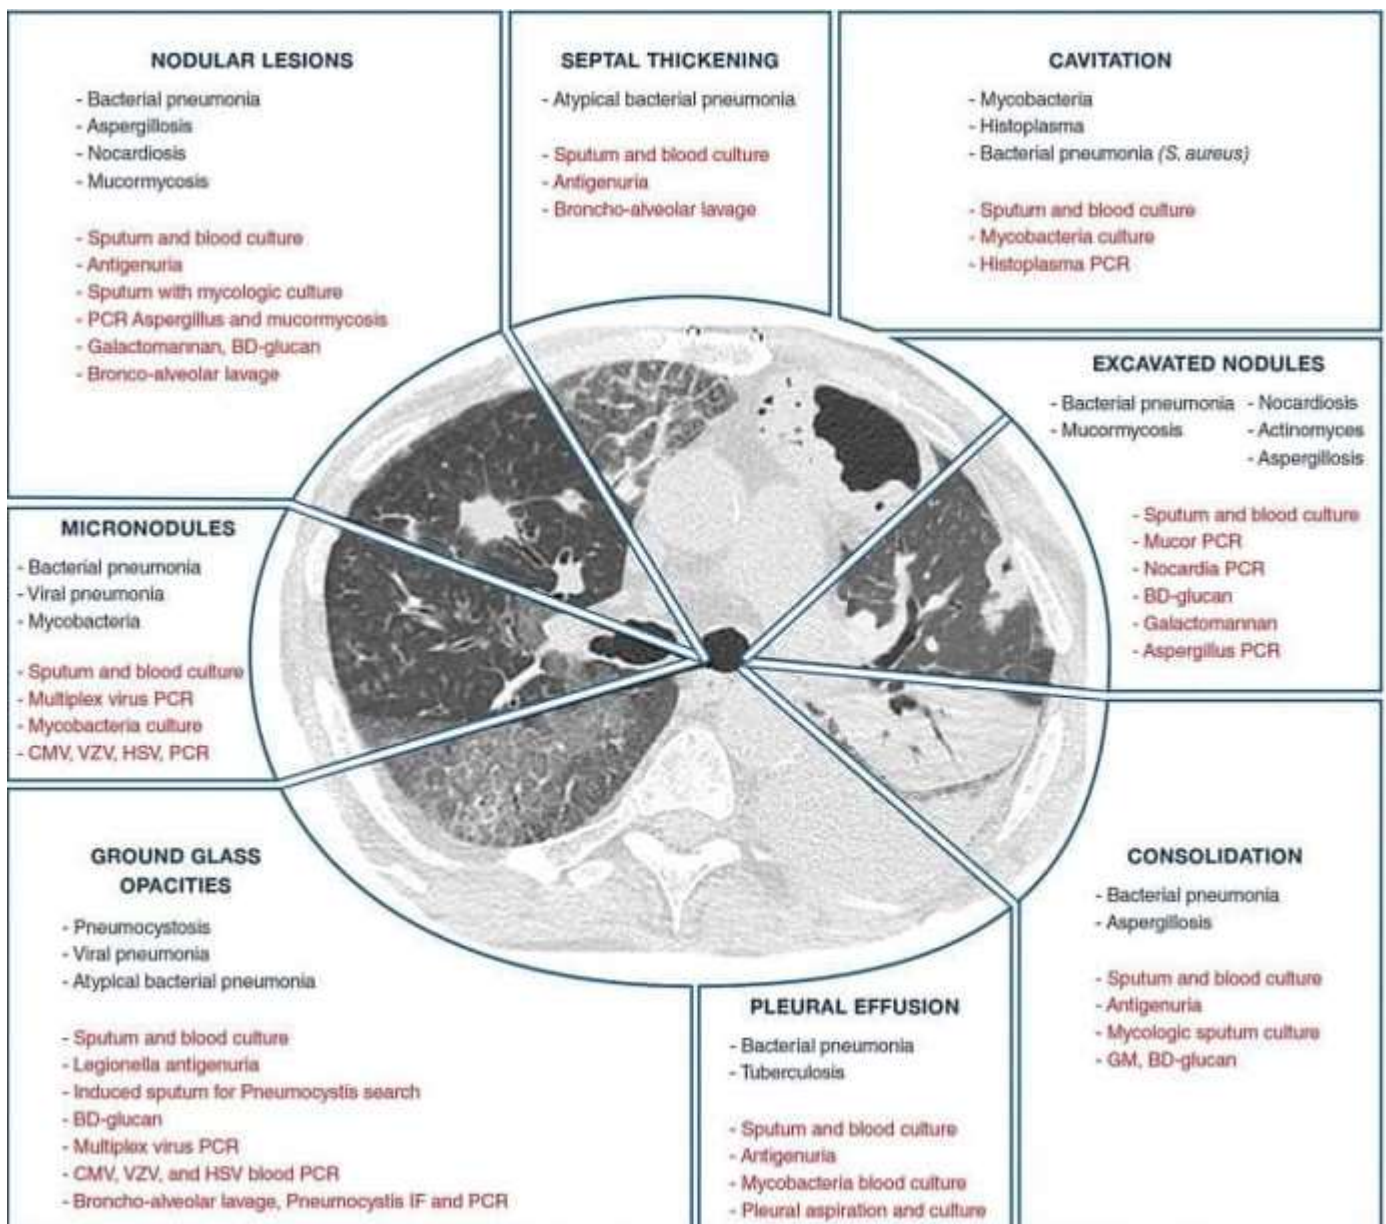 NODULAR LESIONS
- Bacterial pneumonia
- Aspergillosis
- Nocardiosis
- Mucormycosis
- Sputum and blood culture
- Antigenuria
- Sputum with mycologic culture
- PCR Aspergillus and mucormycosis
- Galactomannan, BD-glucan
- Bronco-alveolar lavage
SEPTAL THICKENING
- Atypical bacterial pneumonia
- Sputum and blood culture
- Antigenuria
- Broncho-alveolar lavage
CAVITATION
- Mycobacteria
- Histoplasma
- Bacterial pneumonia (S. aureus)
- Sputum and blood culture
- Mycobacteria culture
- Histoplasma PCR
EXCAVATED NODULES
- Bacterial pneumonia - Nocardiosis
- Mucormycosis - Actinomyces
- Aspergillosis
- Sputum and blood culture
- Mucor PCR
- Nocardia PCR
- BD-glucan
- Galactomannan
- Aspergillus PCR
MICRONODULES
- Bacterial pneumonia
- Viral pneumonia
- Mycobacteria
- Sputum and blood culture
- Multiplex virus PCR
- Mycobacteria culture
- CMV, VZV, HSV, PCR
GROUND GLASS
OPACITIES
- Pneumocystosis
- Viral pneumonia
- Atypical bacterial pneumonia
- Sputum and blood culture
- Legionella antigenuria
- Induced sputum for Pneumocystis search
- BD-glucan
- Multiplex virus PCR
- CMV, VZV, and HSV blood PCR
- Broncho-alveolar lavage, Pneumocystis IF and PCR
PLEURAL EFFUSION
- Bacterial pneumonia
- Tuberculosis
- Sputum and blood culture
- Antigenuria
- Mycobacteria blood culture
- Pleural aspiration and culture
CONSOLIDATION
- Bacterial pneumonia
- Aspergillosis
- Sputum and blood culture
- Antigenuria
- Mycologic sputum culture
- GM, BD-glucan